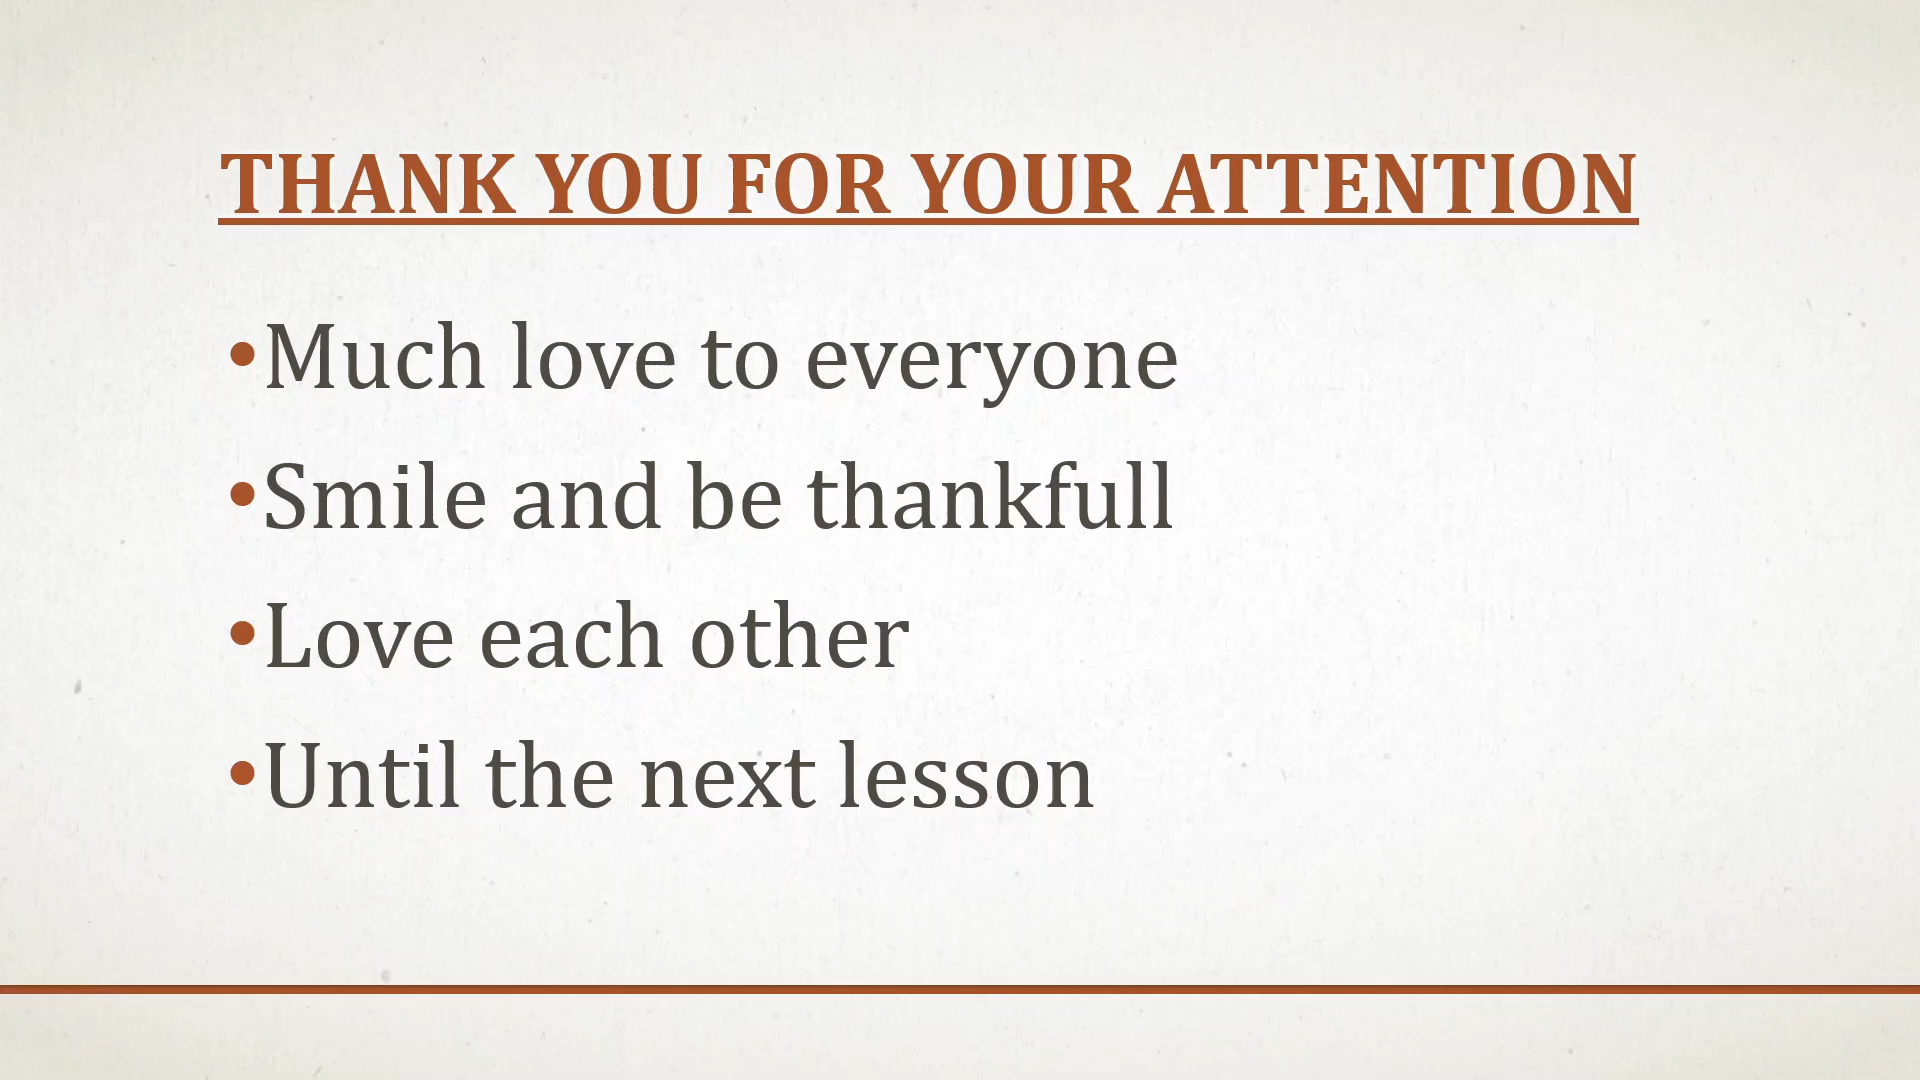 THANK YOU FOR YOUR ATTENTION
•Much love to everyone
•Smile and be thankfull
•Love each other
•Until the next lesson